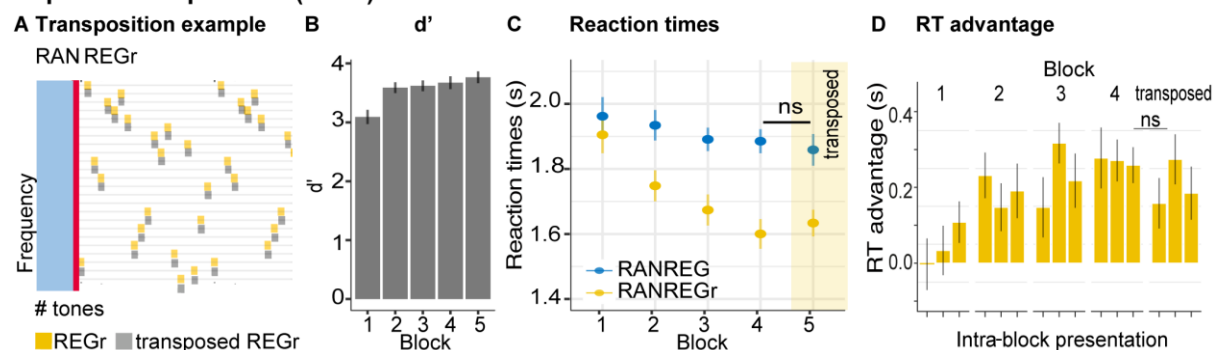 A Transposition example
RAN REGr
Frequency
# tones
REGr transposed REGr
B d'
4
3
2
1
0
d'
1 2 3 4 5
Block
C Reaction times
2.0
1.8
1.6
1.4
Reaction times (s)
ns
transposed
RANREG
RANREGr
1 2 3 4 5
Block
D RT advantage
Block
1 2 3 4 transposed
ns
0.4
0.2
0.0
RT advantage (s)
Intra-block presentation